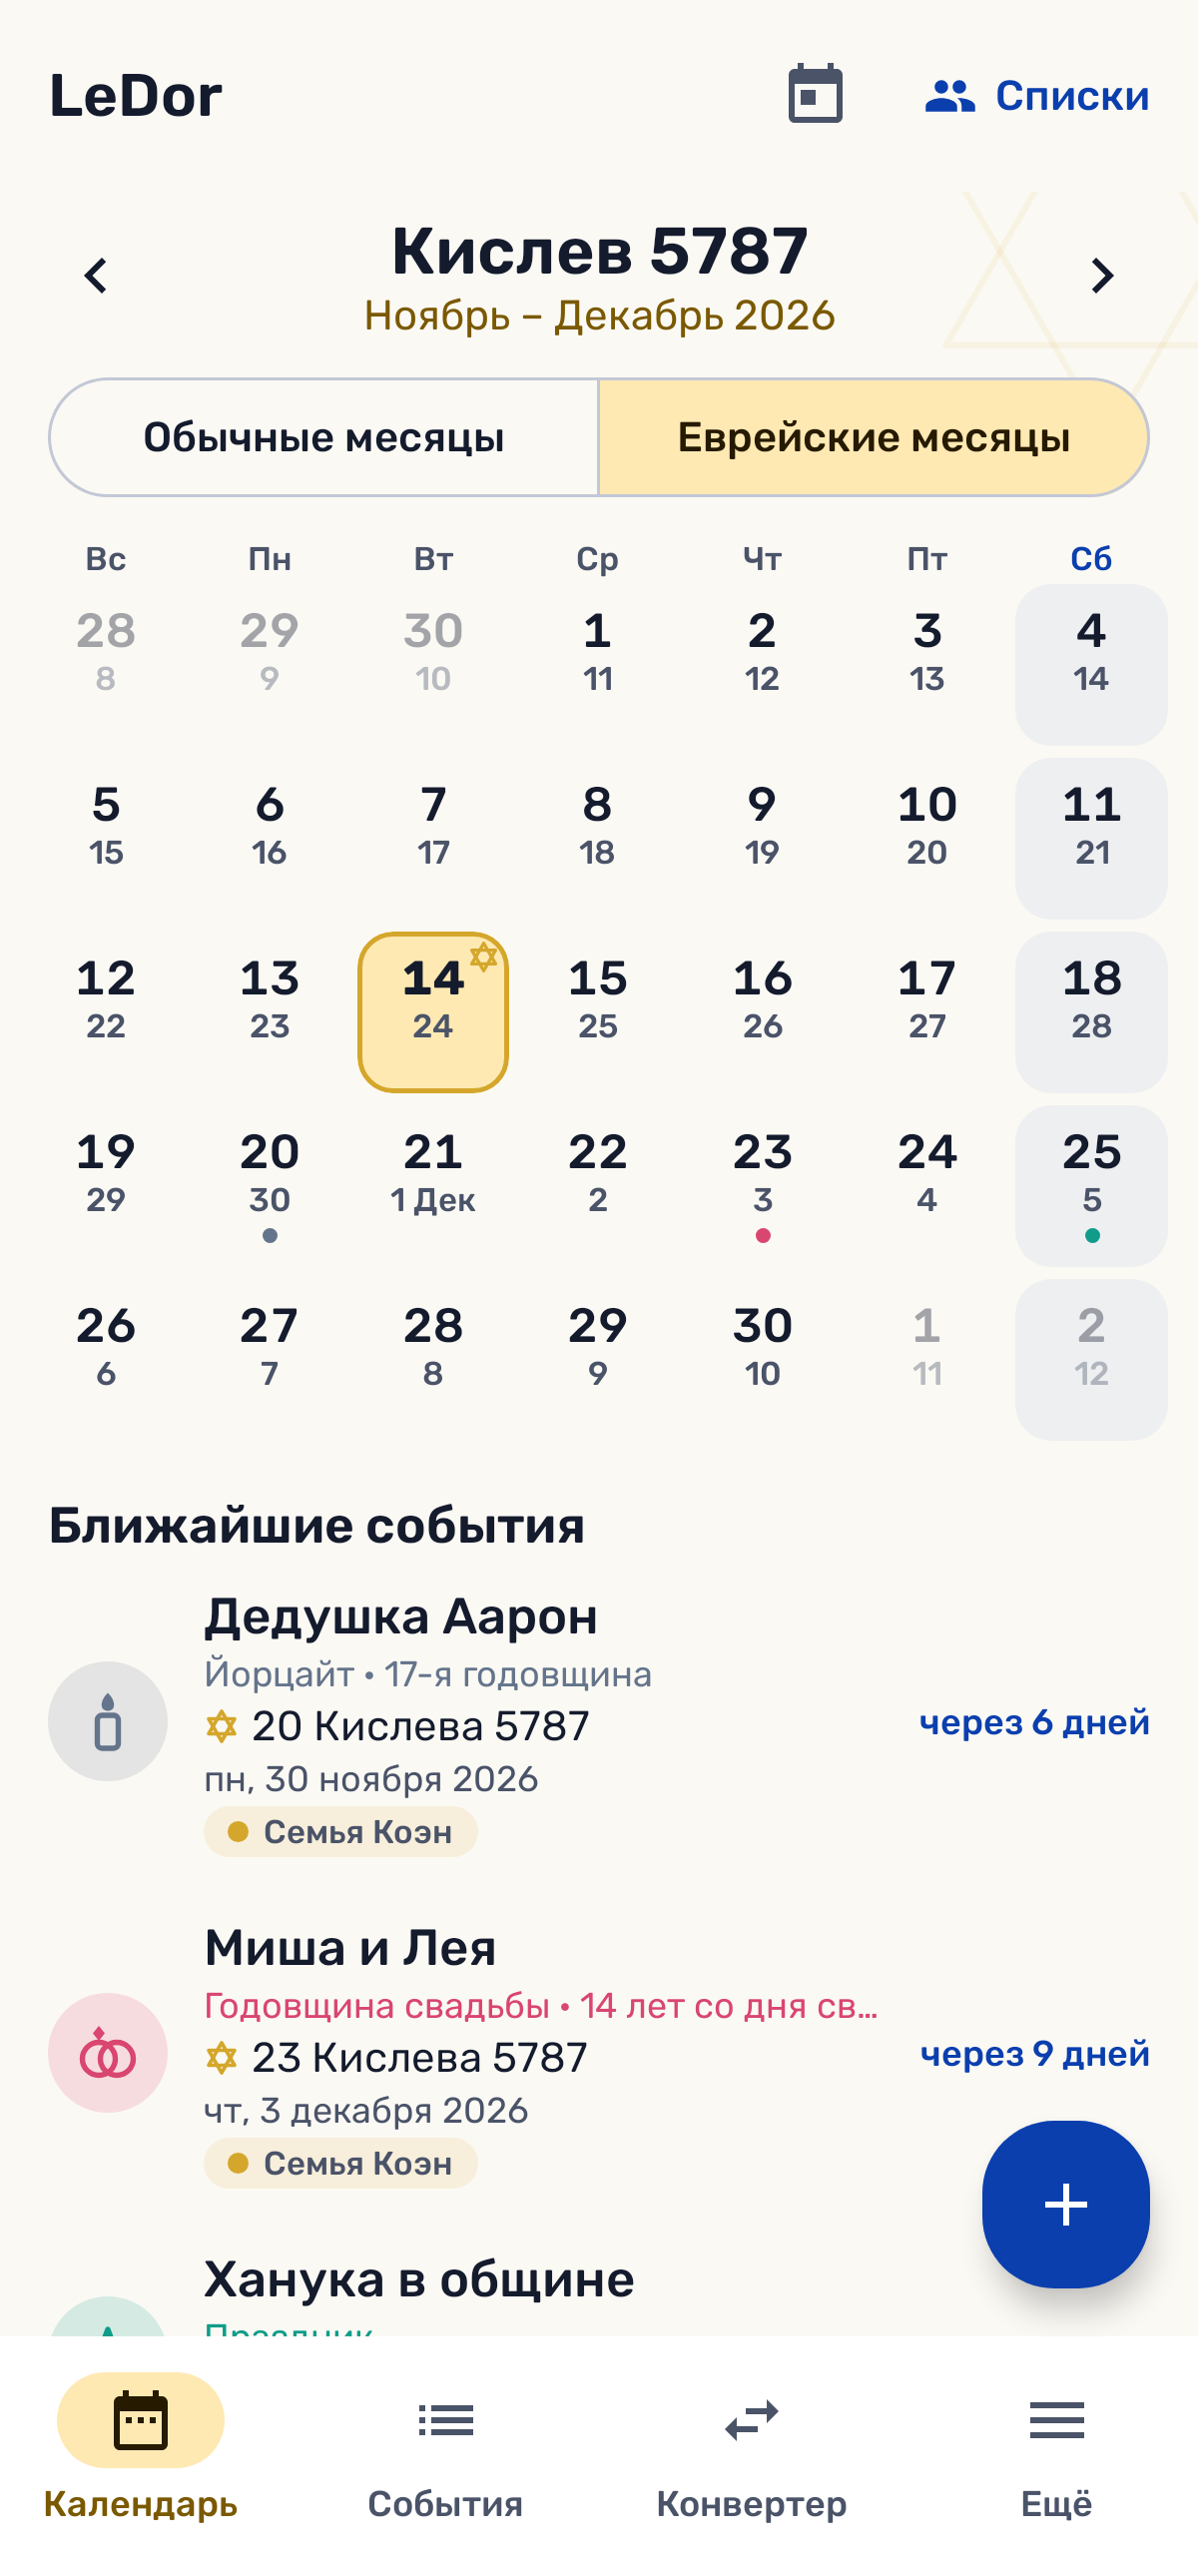 LeDor
Списки
Кислев 5787
Ноябрь – Декабрь 2026
Обычные месяцы Еврейские месяцы
Вс Пн Вт Ср Чт Пт Сб
28 29 30 1 2 3 4
8 9 10 11 12 13 14
5 6 7 8 9 10 11
15 16 17 18 19 20 21
12 13 14 15 16 17 18
22 23 24 25 26 27 28
19 20 21 22 23 24 25
29 30 1 Дек 2 3 4 5
26 27 28 29 30 1 2
6 7 8 9 10 11 12
Ближайшие события
Дедушка Аарон
Йорцайт • 17-я годовщина
20 Кислева 5787
через 6 дней
пн, 30 ноября 2026
Семья Коэн
Миша и Лея
Годовщина свадьбы • 14 лет со дня св…
23 Кислева 5787
через 9 дней
чт, 3 декабря 2026
Семья Коэн
Ханука в общине
Праздник
Календарь События Конвертер Ещё